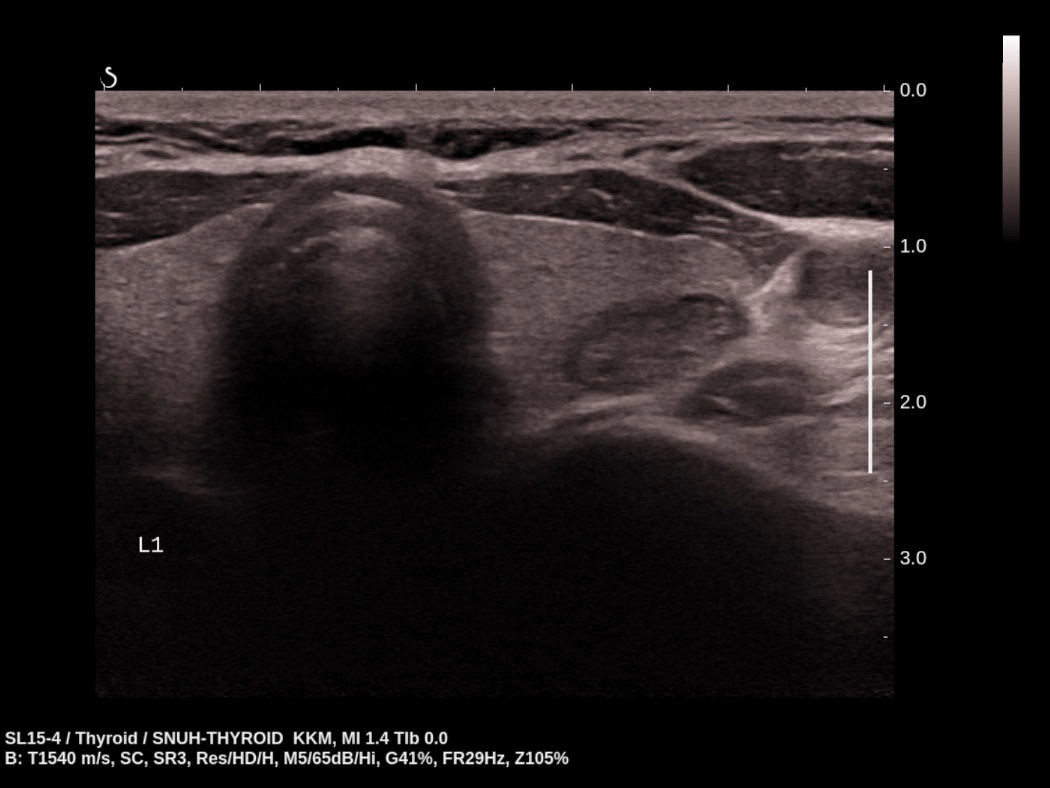 S
0.0
1.0
2.0
3.0
L1
SL15-4 / Thyroid / SNUH-THYROID KKM, MI 1.4 TIb 0.0
B: T1540 m/s, SC, SR3, Res/HD/H, M5/65dB/Hi, G41%, FR29Hz, Z105%